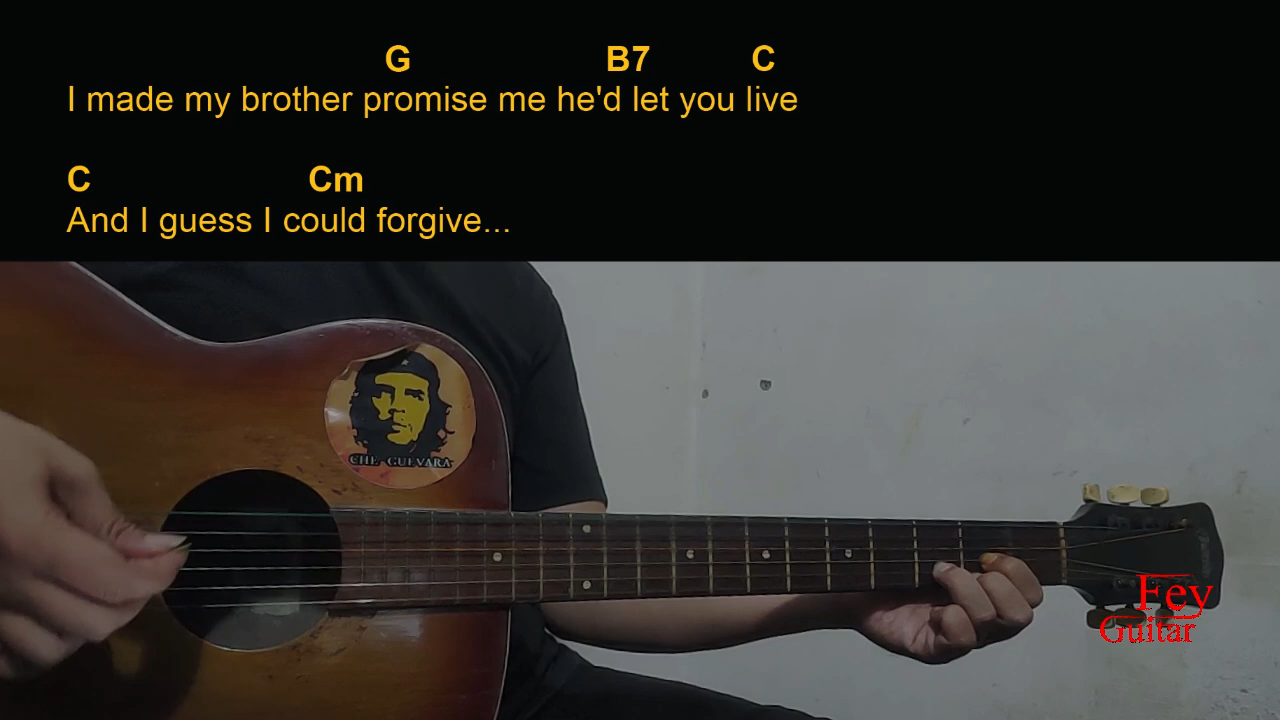 G B7 C
I made my brother promise me he'd let you live
C Cm
And I guess I could forgive...
CHE GUEVARA
Fey
Guitar